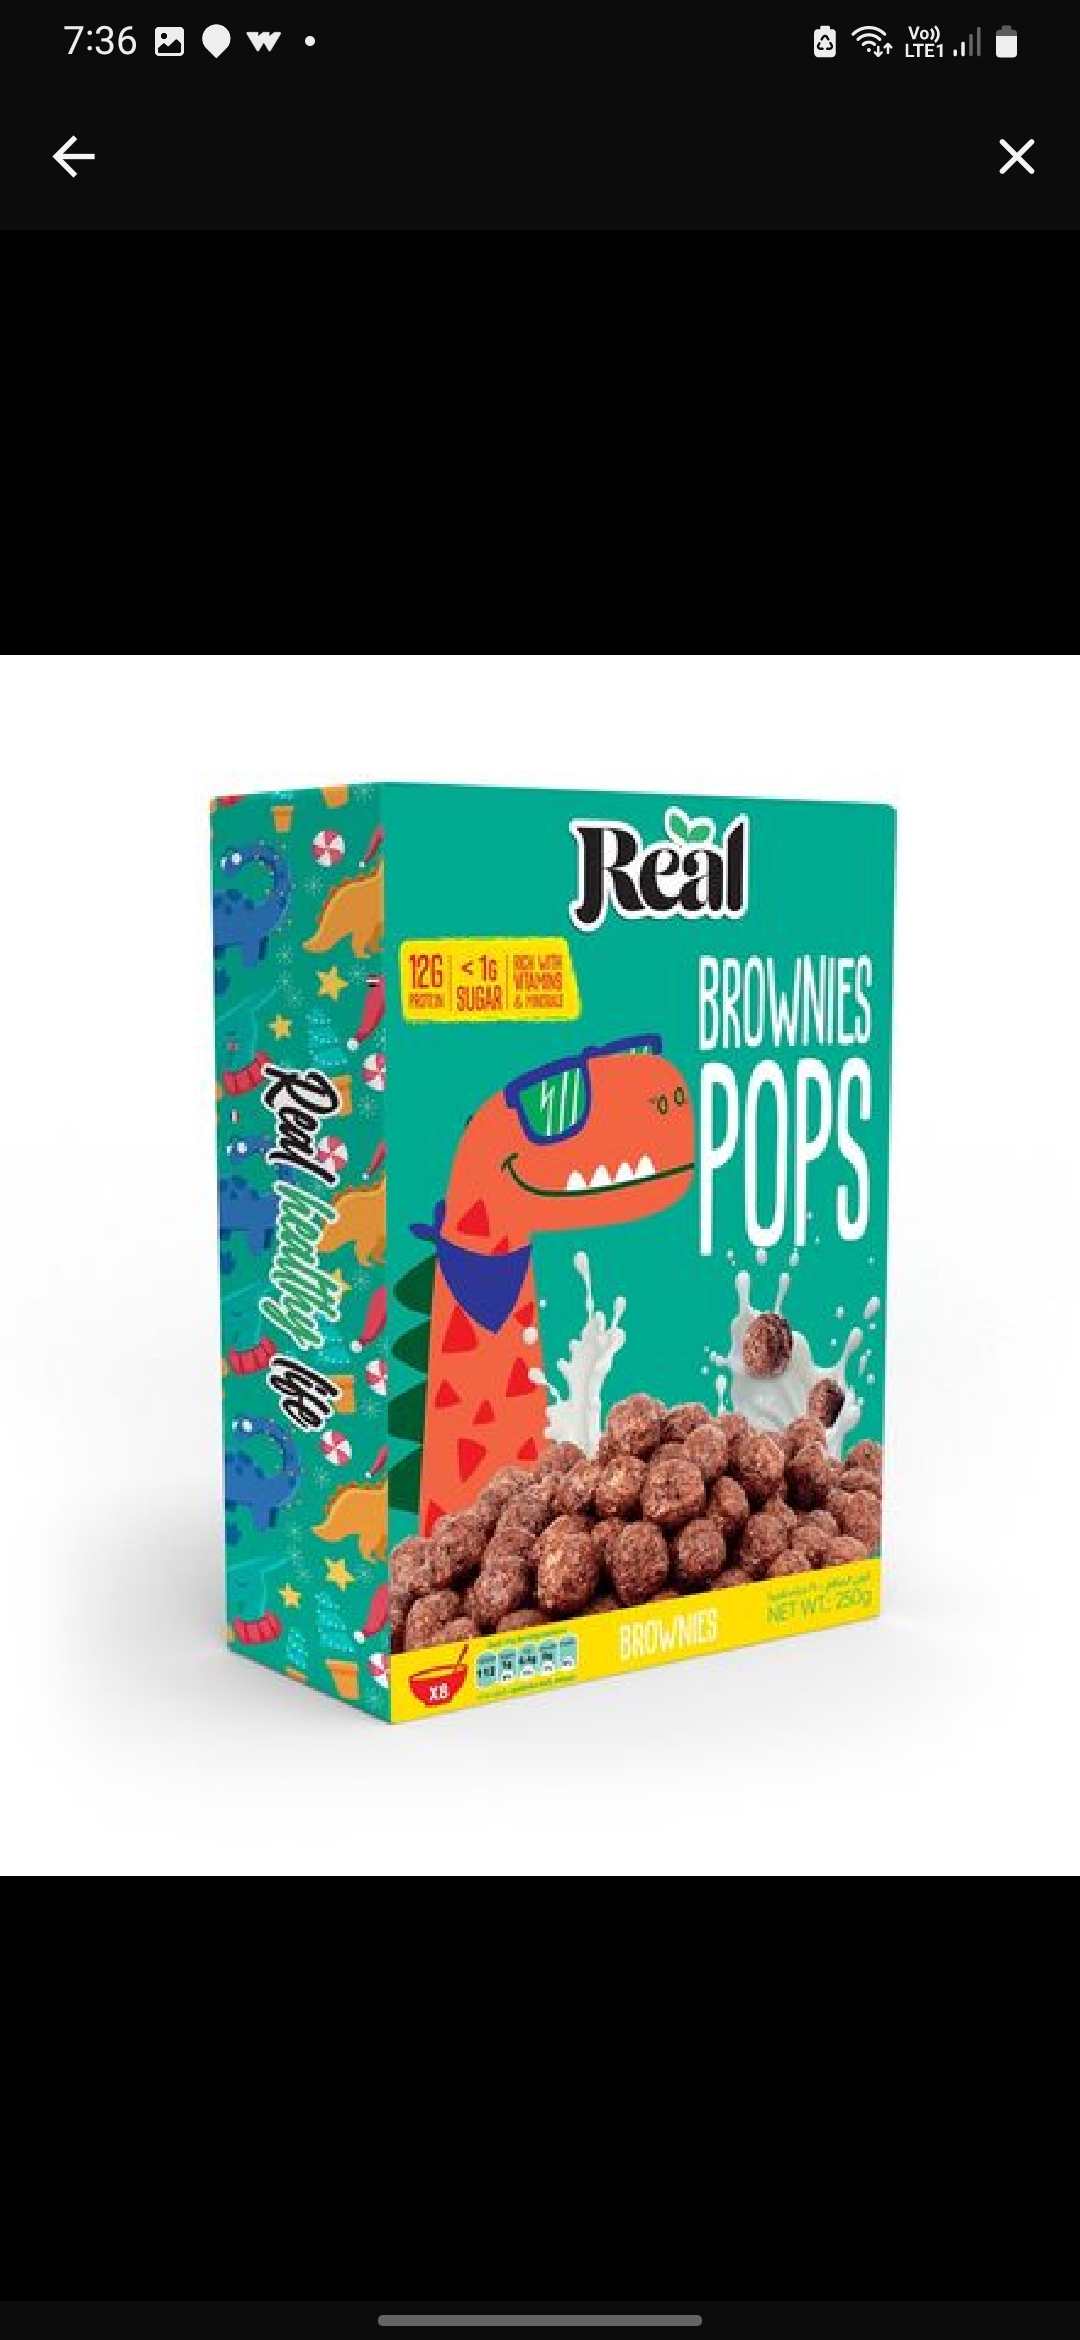 7:36
Vo))
LTE1
Real
12G
PROTEIN
< 1G
SUGAR
RICH WITH
VITAMINS
& MINERALS
BROWNIES
POPS
Real healthy life
BROWNIES
NET WT.: 250g
X8